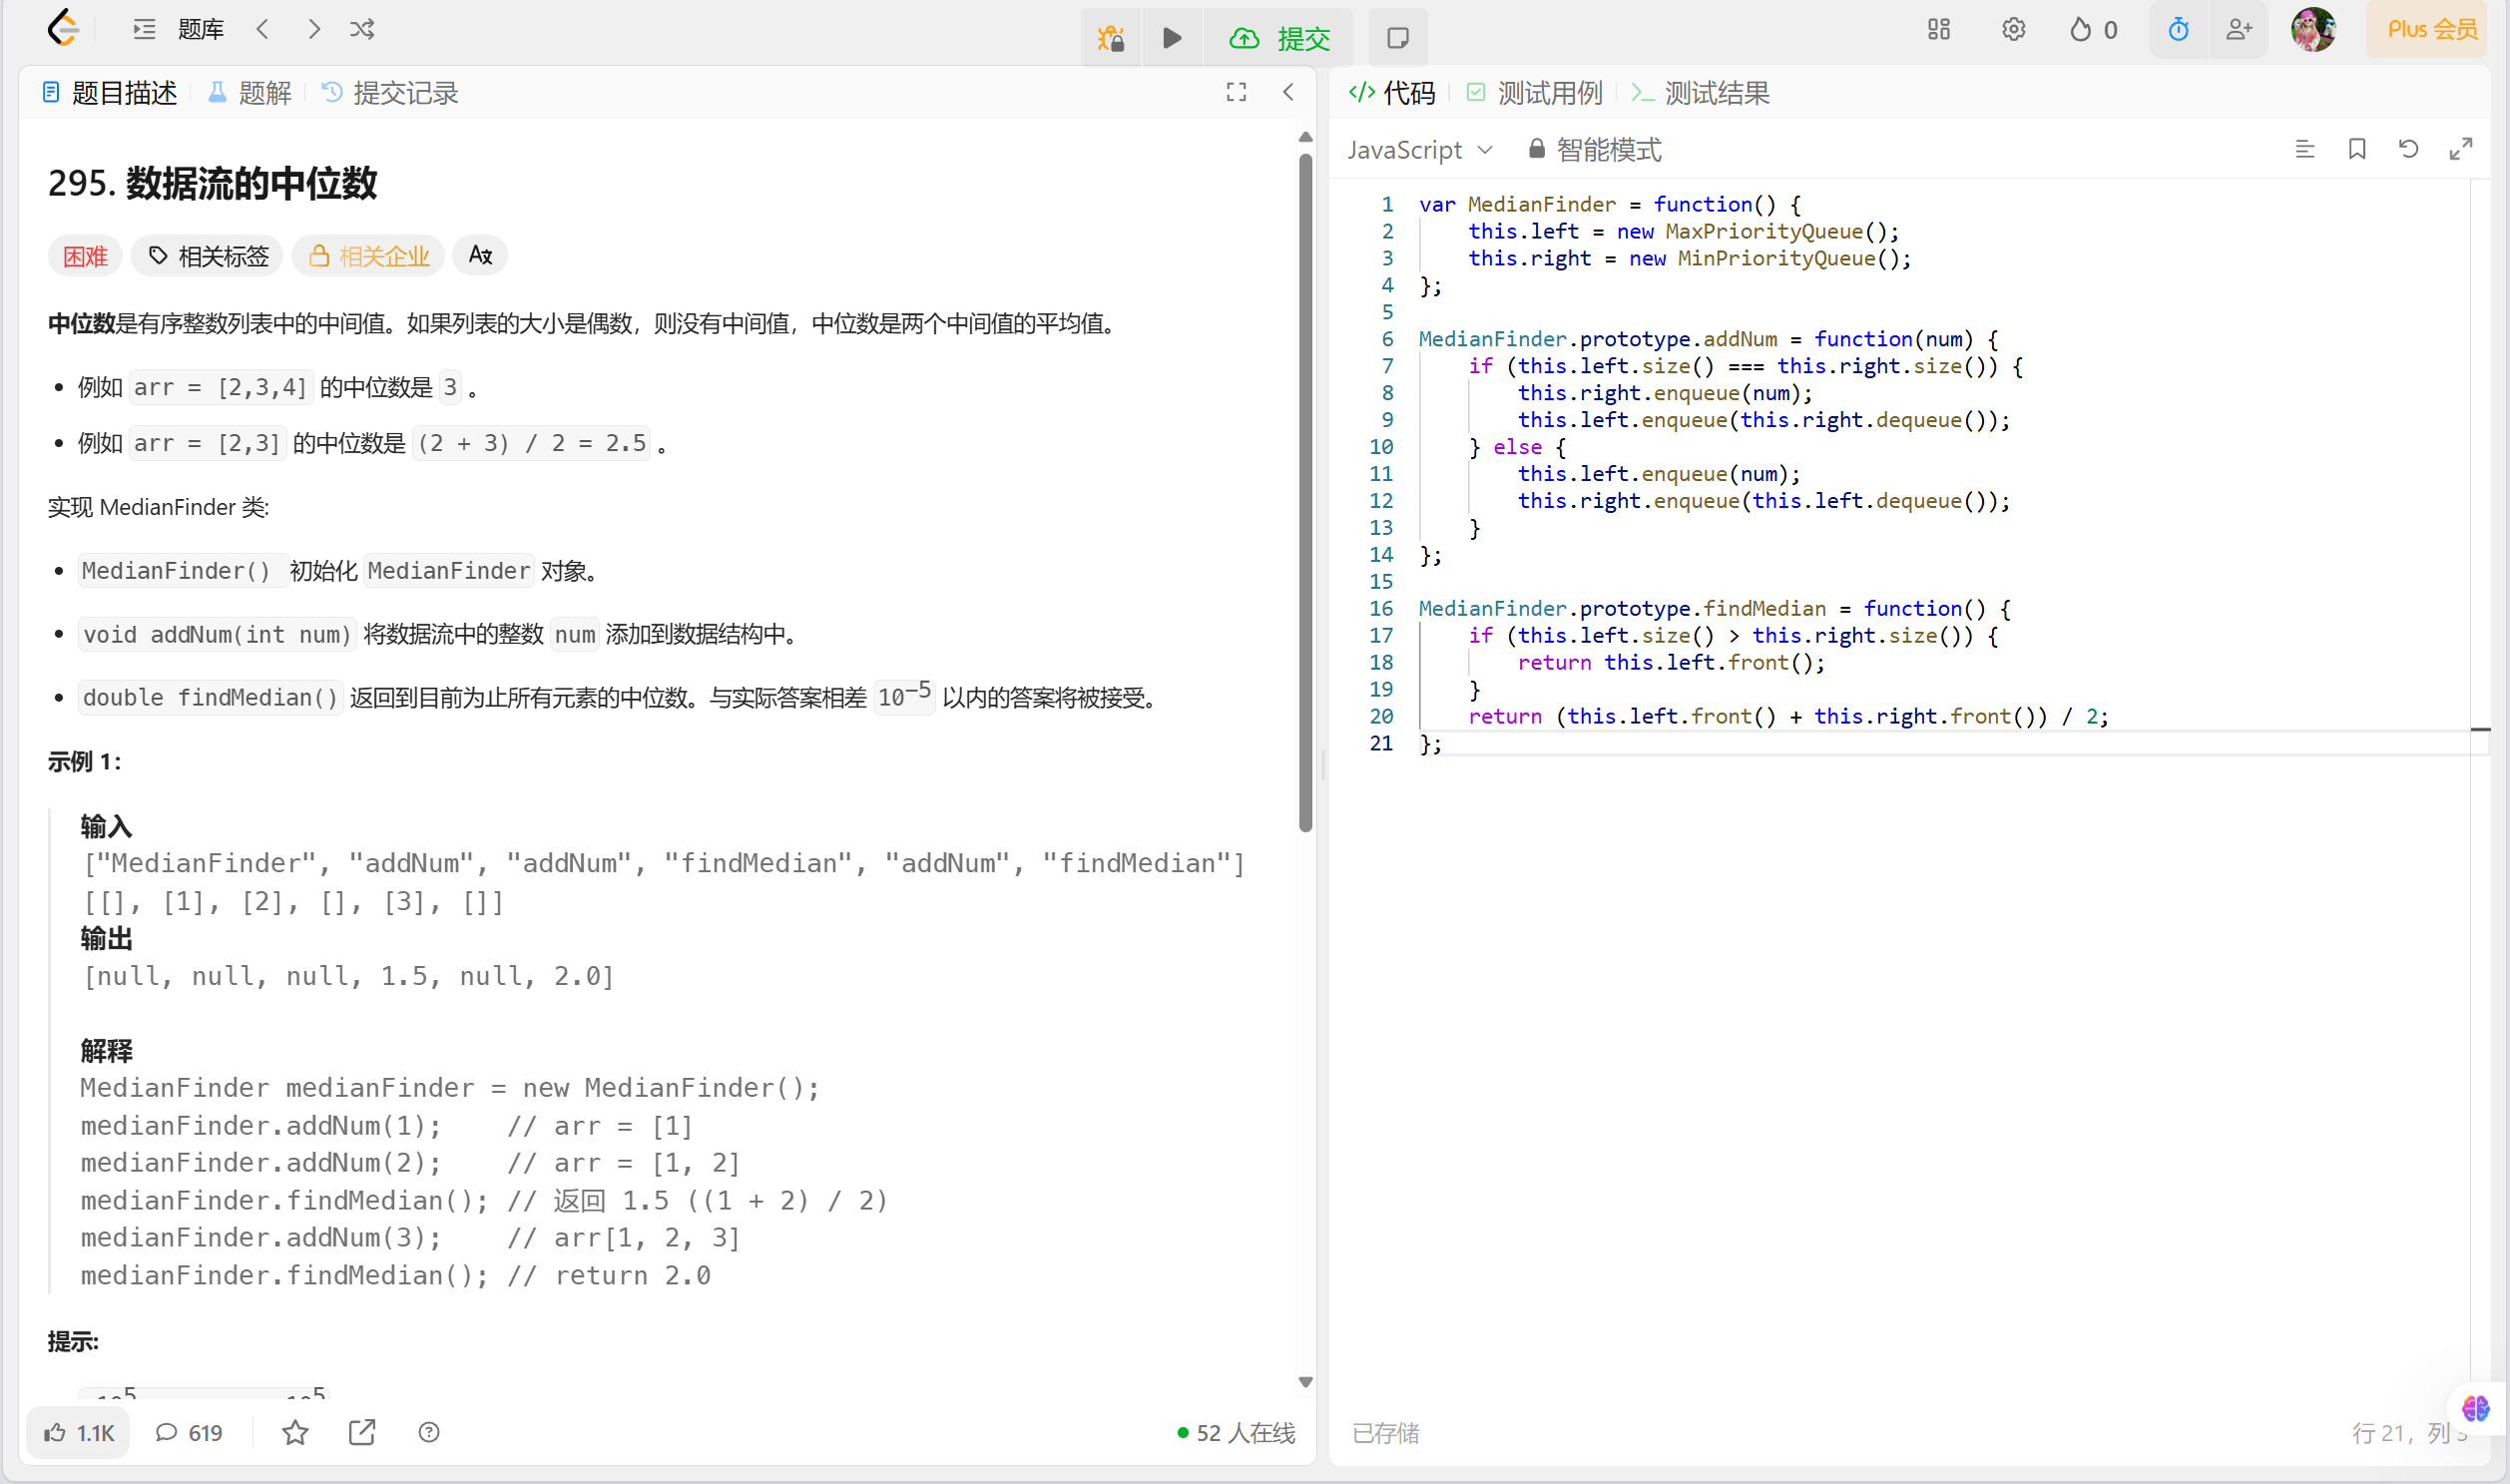 题库
提交
0
Plus 会员
题目描述
题解
提交记录
295. 数据流的中位数
困难
相关标签
相关企业
中位数是有序整数列表中的中间值。如果列表的大小是偶数，则没有中间值，中位数是两个中间值的平均值。
例如 arr = [2,3,4] 的中位数是 3 。
例如 arr = [2,3] 的中位数是 (2 + 3) / 2 = 2.5 。
实现 MedianFinder 类:
MedianFinder() 初始化 MedianFinder 对象。
void addNum(int num) 将数据流中的整数 num 添加到数据结构中。
double findMedian() 返回到目前为止所有元素的中位数。与实际答案相差 10⁻⁵ 以内的答案将被接受。
示例 1：
输入
["MedianFinder", "addNum", "addNum", "findMedian", "addNum", "findMedian"]
[[], [1], [2], [], [3], []]
输出
[null, null, null, 1.5, null, 2.0]
解释
MedianFinder medianFinder = new MedianFinder();
medianFinder.addNum(1);    // arr = [1]
medianFinder.addNum(2);    // arr = [1, 2]
medianFinder.findMedian(); // 返回 1.5 ((1 + 2) / 2)
medianFinder.addNum(3);    // arr[1, 2, 3]
medianFinder.findMedian(); // return 2.0
提示:
1.1K
619
52 人在线
代码
测试用例
测试结果
JavaScript
智能模式
1 var MedianFinder = function() {
2     this.left = new MaxPriorityQueue();
3     this.right = new MinPriorityQueue();
4 };
5
6 MedianFinder.prototype.addNum = function(num) {
7     if (this.left.size() === this.right.size()) {
8         this.right.enqueue(num);
9         this.left.enqueue(this.right.dequeue());
10     } else {
11         this.left.enqueue(num);
12         this.right.enqueue(this.left.dequeue());
13     }
14 };
15
16 MedianFinder.prototype.findMedian = function() {
17     if (this.left.size() > this.right.size()) {
18         return this.left.front();
19     }
20     return (this.left.front() + this.right.front()) / 2;
21 };
已存储
行 21，列 3